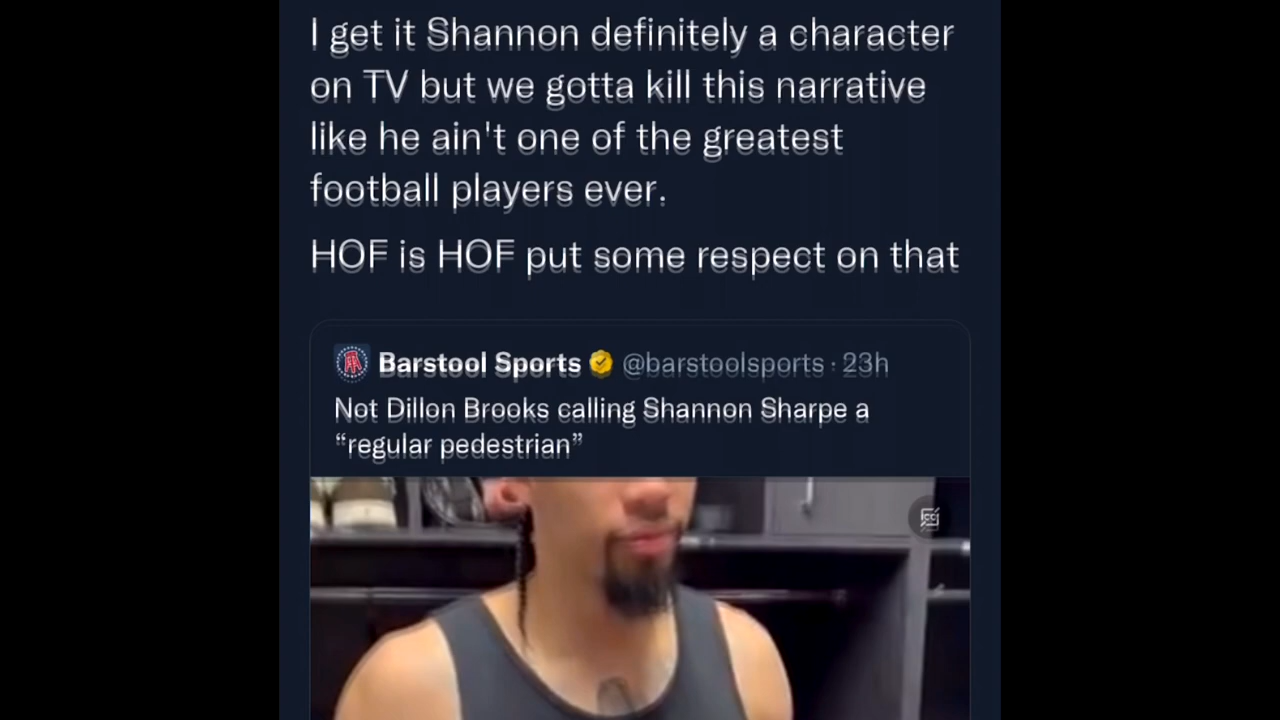 I get it Shannon definitely a character
on TV but we gotta kill this narrative
like he ain't one of the greatest
football players ever.
HOF is HOF put some respect on that
Barstool Sports @barstoolsports · 23h
Not Dillon Brooks calling Shannon Sharpe a
“regular pedestrian”